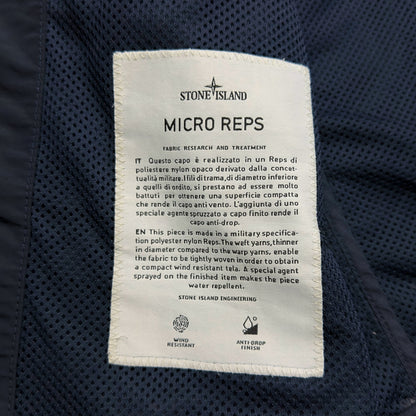 STONE ISLAND
MICRO REPS
FABRIC RESEARCH AND TREATMENT
IT Questo capo è realizzato in un Reps di
poliestere nylon opaco derivato dalla concet-
tualità militare. I fili di trama, di diametro inferiore
a quelli di ordito, si prestano ad essere molto
battuti per ottenere una superficie compatta
che rende il capo anti vento. L'aggiunta di uno
speciale agente spruzzato a capo finito rende il
capo anti-drop.
EN This piece is made in a military specifica-
tion polyester nylon Reps. The weft yarns, thinner
in diameter compared to the warp yarns, enable
the fabric to be tightly woven in order to obtain
a compact wind resistant tela. A special agent
sprayed on the finished item makes the piece
water repellent.
STONE ISLAND ENGINEERING
WIND
RESISTANT
ANTI-DROP
FINISH